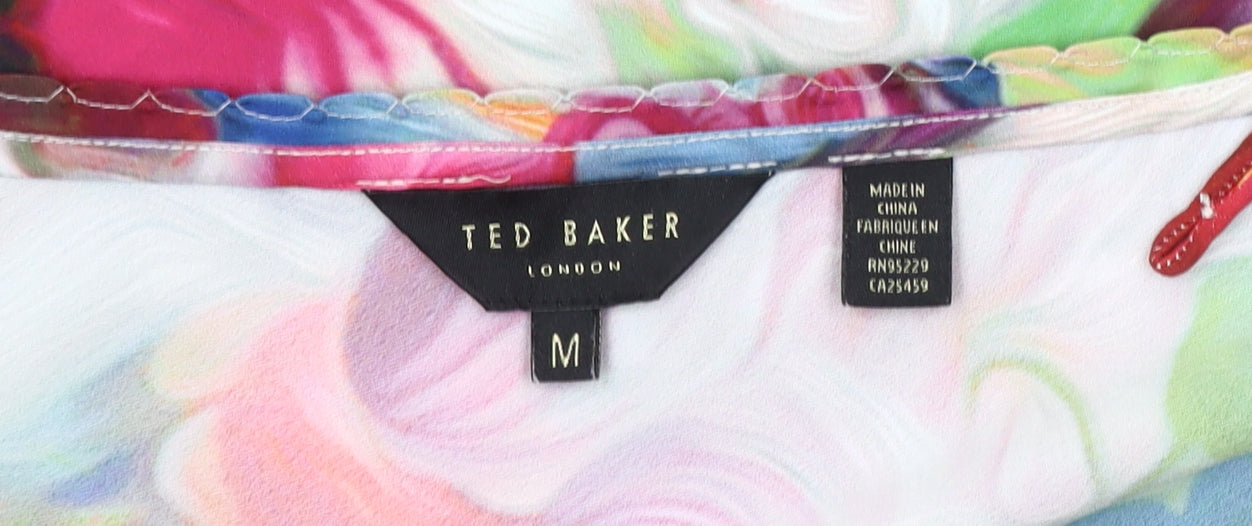 TED BAKER
LONDON
M
MADE IN
CHINA
FABRIQUE EN
CHINE
RN95229
CA25459